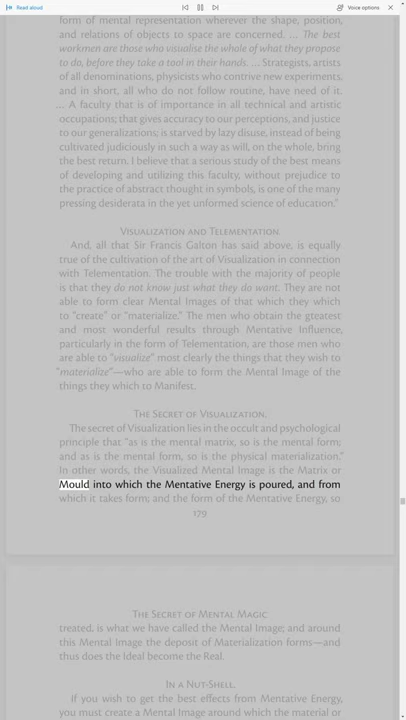 Read aloud
Voice options
form of mental representation wherever the shape, position,
and relations of objects to space are concerned. ... The best
workmen are those who visualise the whole of what they propose
to do, before they take a tool in their hands. ... Strategists, artists
of all denominations, physicists who contrive new experiments,
and in short, all who do not follow routine, have need of it.
... A faculty that is of importance in all technical and artistic
occupations; that gives accuracy to our perceptions, and justice
to our generalizations; is starved by lazy disuse, instead of being
cultivated judiciously in such a way as will, on the whole, bring
the best return. I believe that a serious study of the best means
of developing and utilizing this faculty, without prejudice to
the practice of abstract thought in symbols, is one of the many
pressing desiderata in the yet unformed science of education."
Visualization and Telementation.
And, all that Sir Francis Galton has said above, is equally
true of the cultivation of the art of Visualization in connection
with Telementation. The trouble with the majority of people
is that they do not know just what they do want. They are not
able to form clear Mental Images of that which they which
to "create" or "materialize." The men who obtain the gteatest
and most wonderful results through Mentative Influence,
particularly in the form of Telementation, are those men who
are able to "visualize" most clearly the things that they wish to
"materialize"—who are able to form the Mental Image of the
things they which to Manifest.
The Secret of Visualization.
The secret of Visualization lies in the occult and psychological
principle that "as is the mental matrix, so is the mental form;
and as is the mental form, so is the physical materialization."
In other words, the Visualized Mental Image is the Matrix or
Mould into which the Mentative Energy is poured, and from
which it takes form; and the form of the Mentative Energy, so
179
The Secret of Mental Magic
treated, is what we have called the Mental Image; and around
this Mental Image the deposit of Materialization forms—and
thus does the Ideal become the Real.
In a Nut-Shell.
If you wish to get the best effects from Mentative Energy,
you must create a Mental Image around which the material or